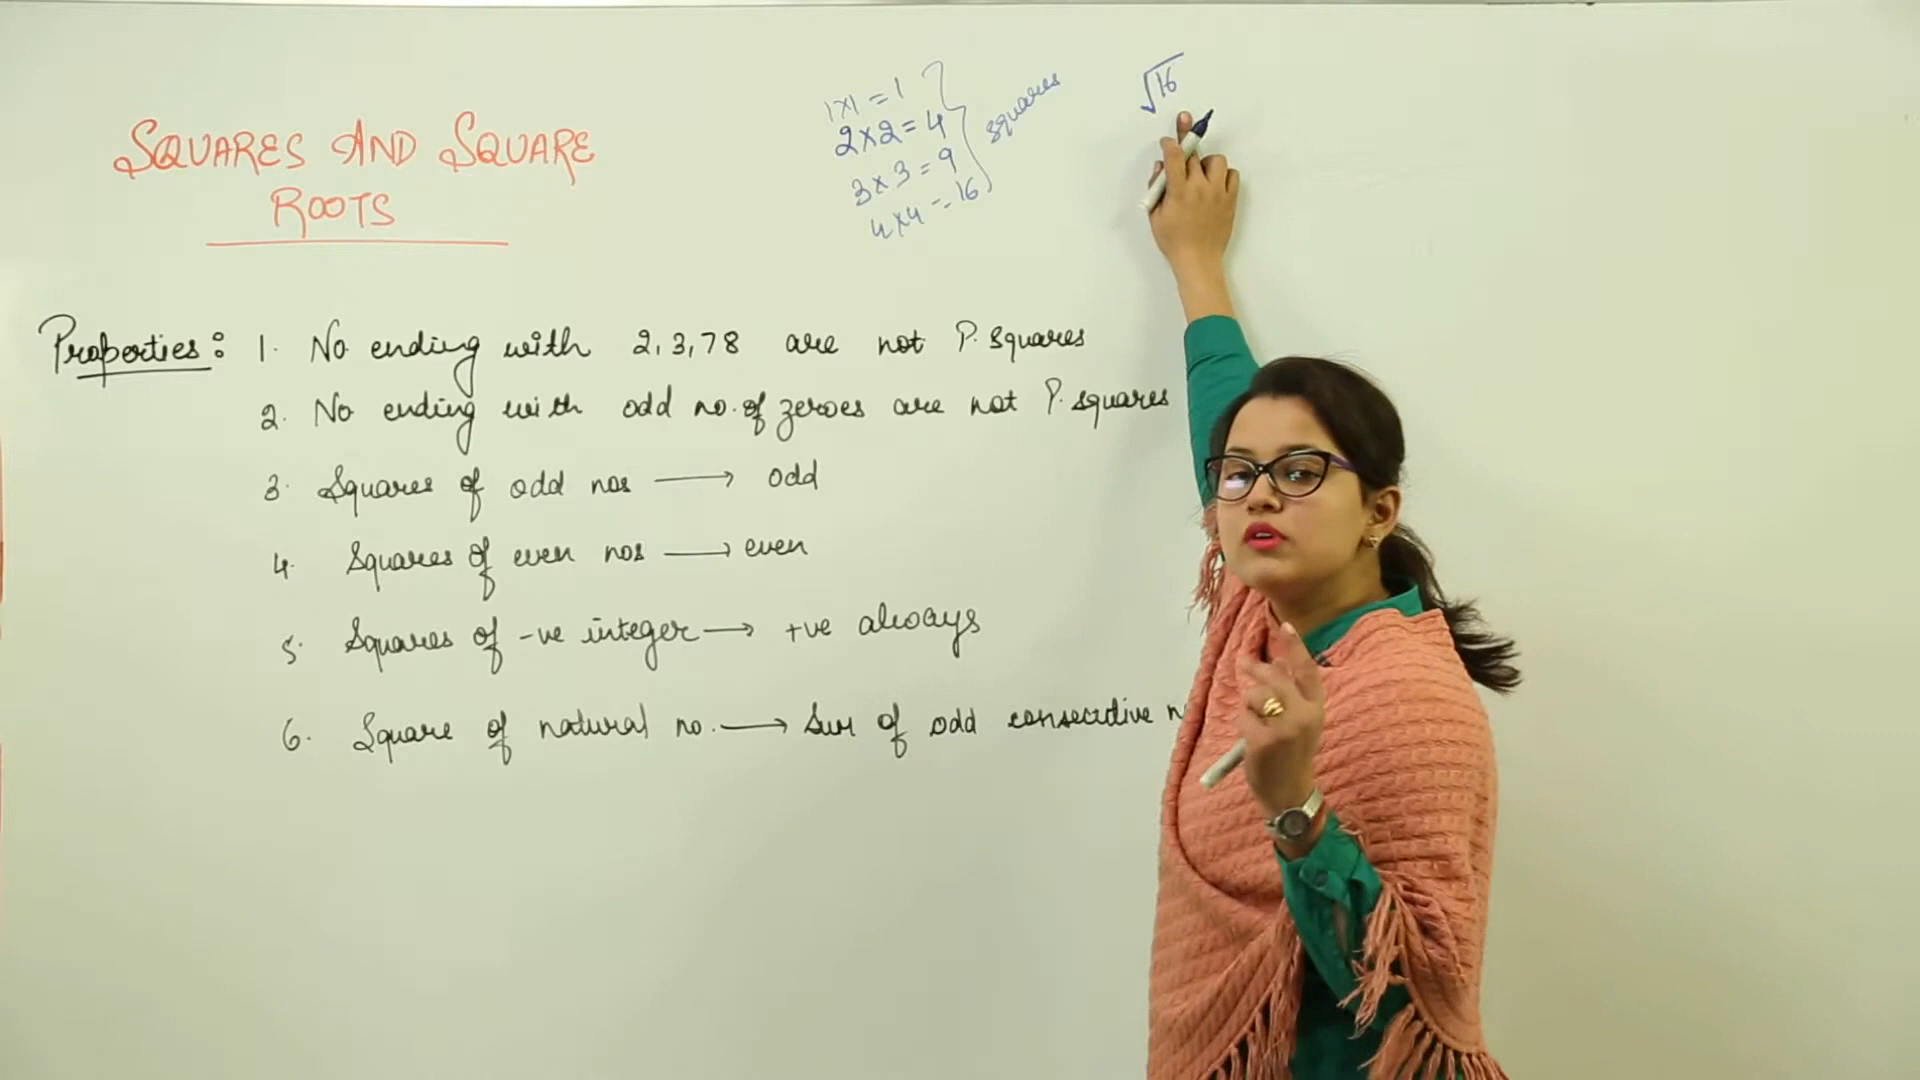 SQUARES AND SQUARE
ROOTS
1×1 = 1
2×2 = 4
3×3 = 9
4×4 = 16
squares
√16
Properties: 1. No ending with 2, 3, 78 are not P. squares
2. No ending with odd no. of zeroes are not P. squares
3. Squares of odd nos → odd
4. Squares of even nos → even
5. Squares of -ve integer → +ve always
6. Square of natural no. → Sum of odd consecutive